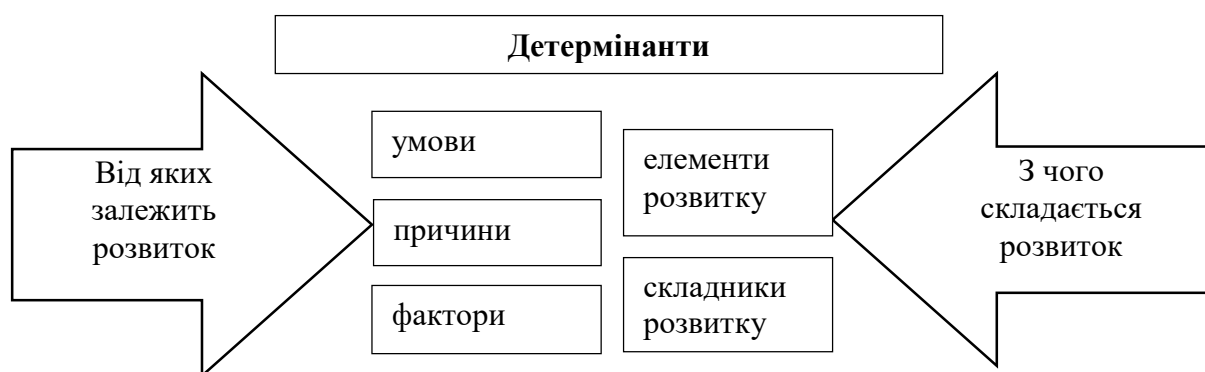 Детермінанти
Від яких
залежить
розвиток
умови
причини
фактори
елементи
розвитку
складники
розвитку
З чого
складається
розвиток